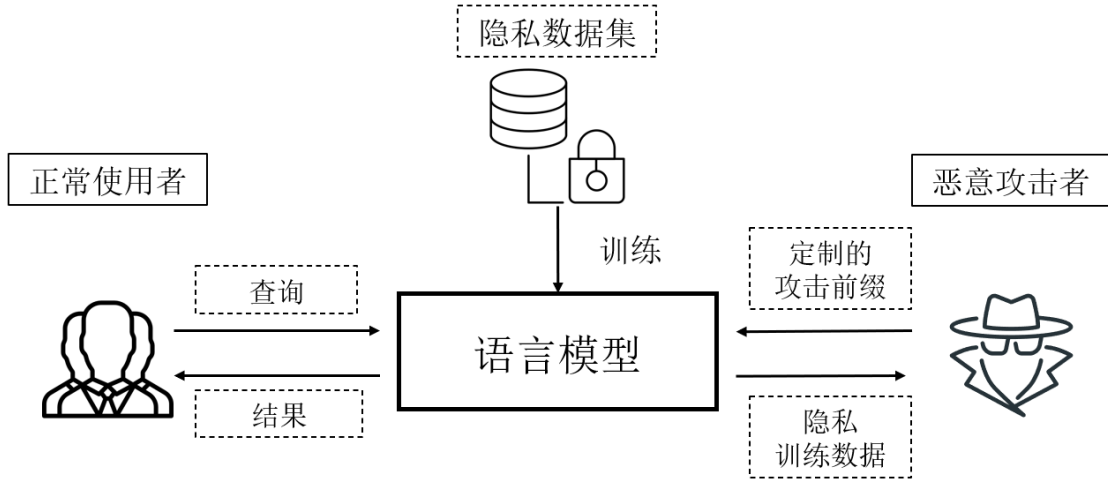 隐私数据集
正常使用者
恶意攻击者
训练
定制的
攻击前缀
查询
语言模型
结果
隐私
训练数据